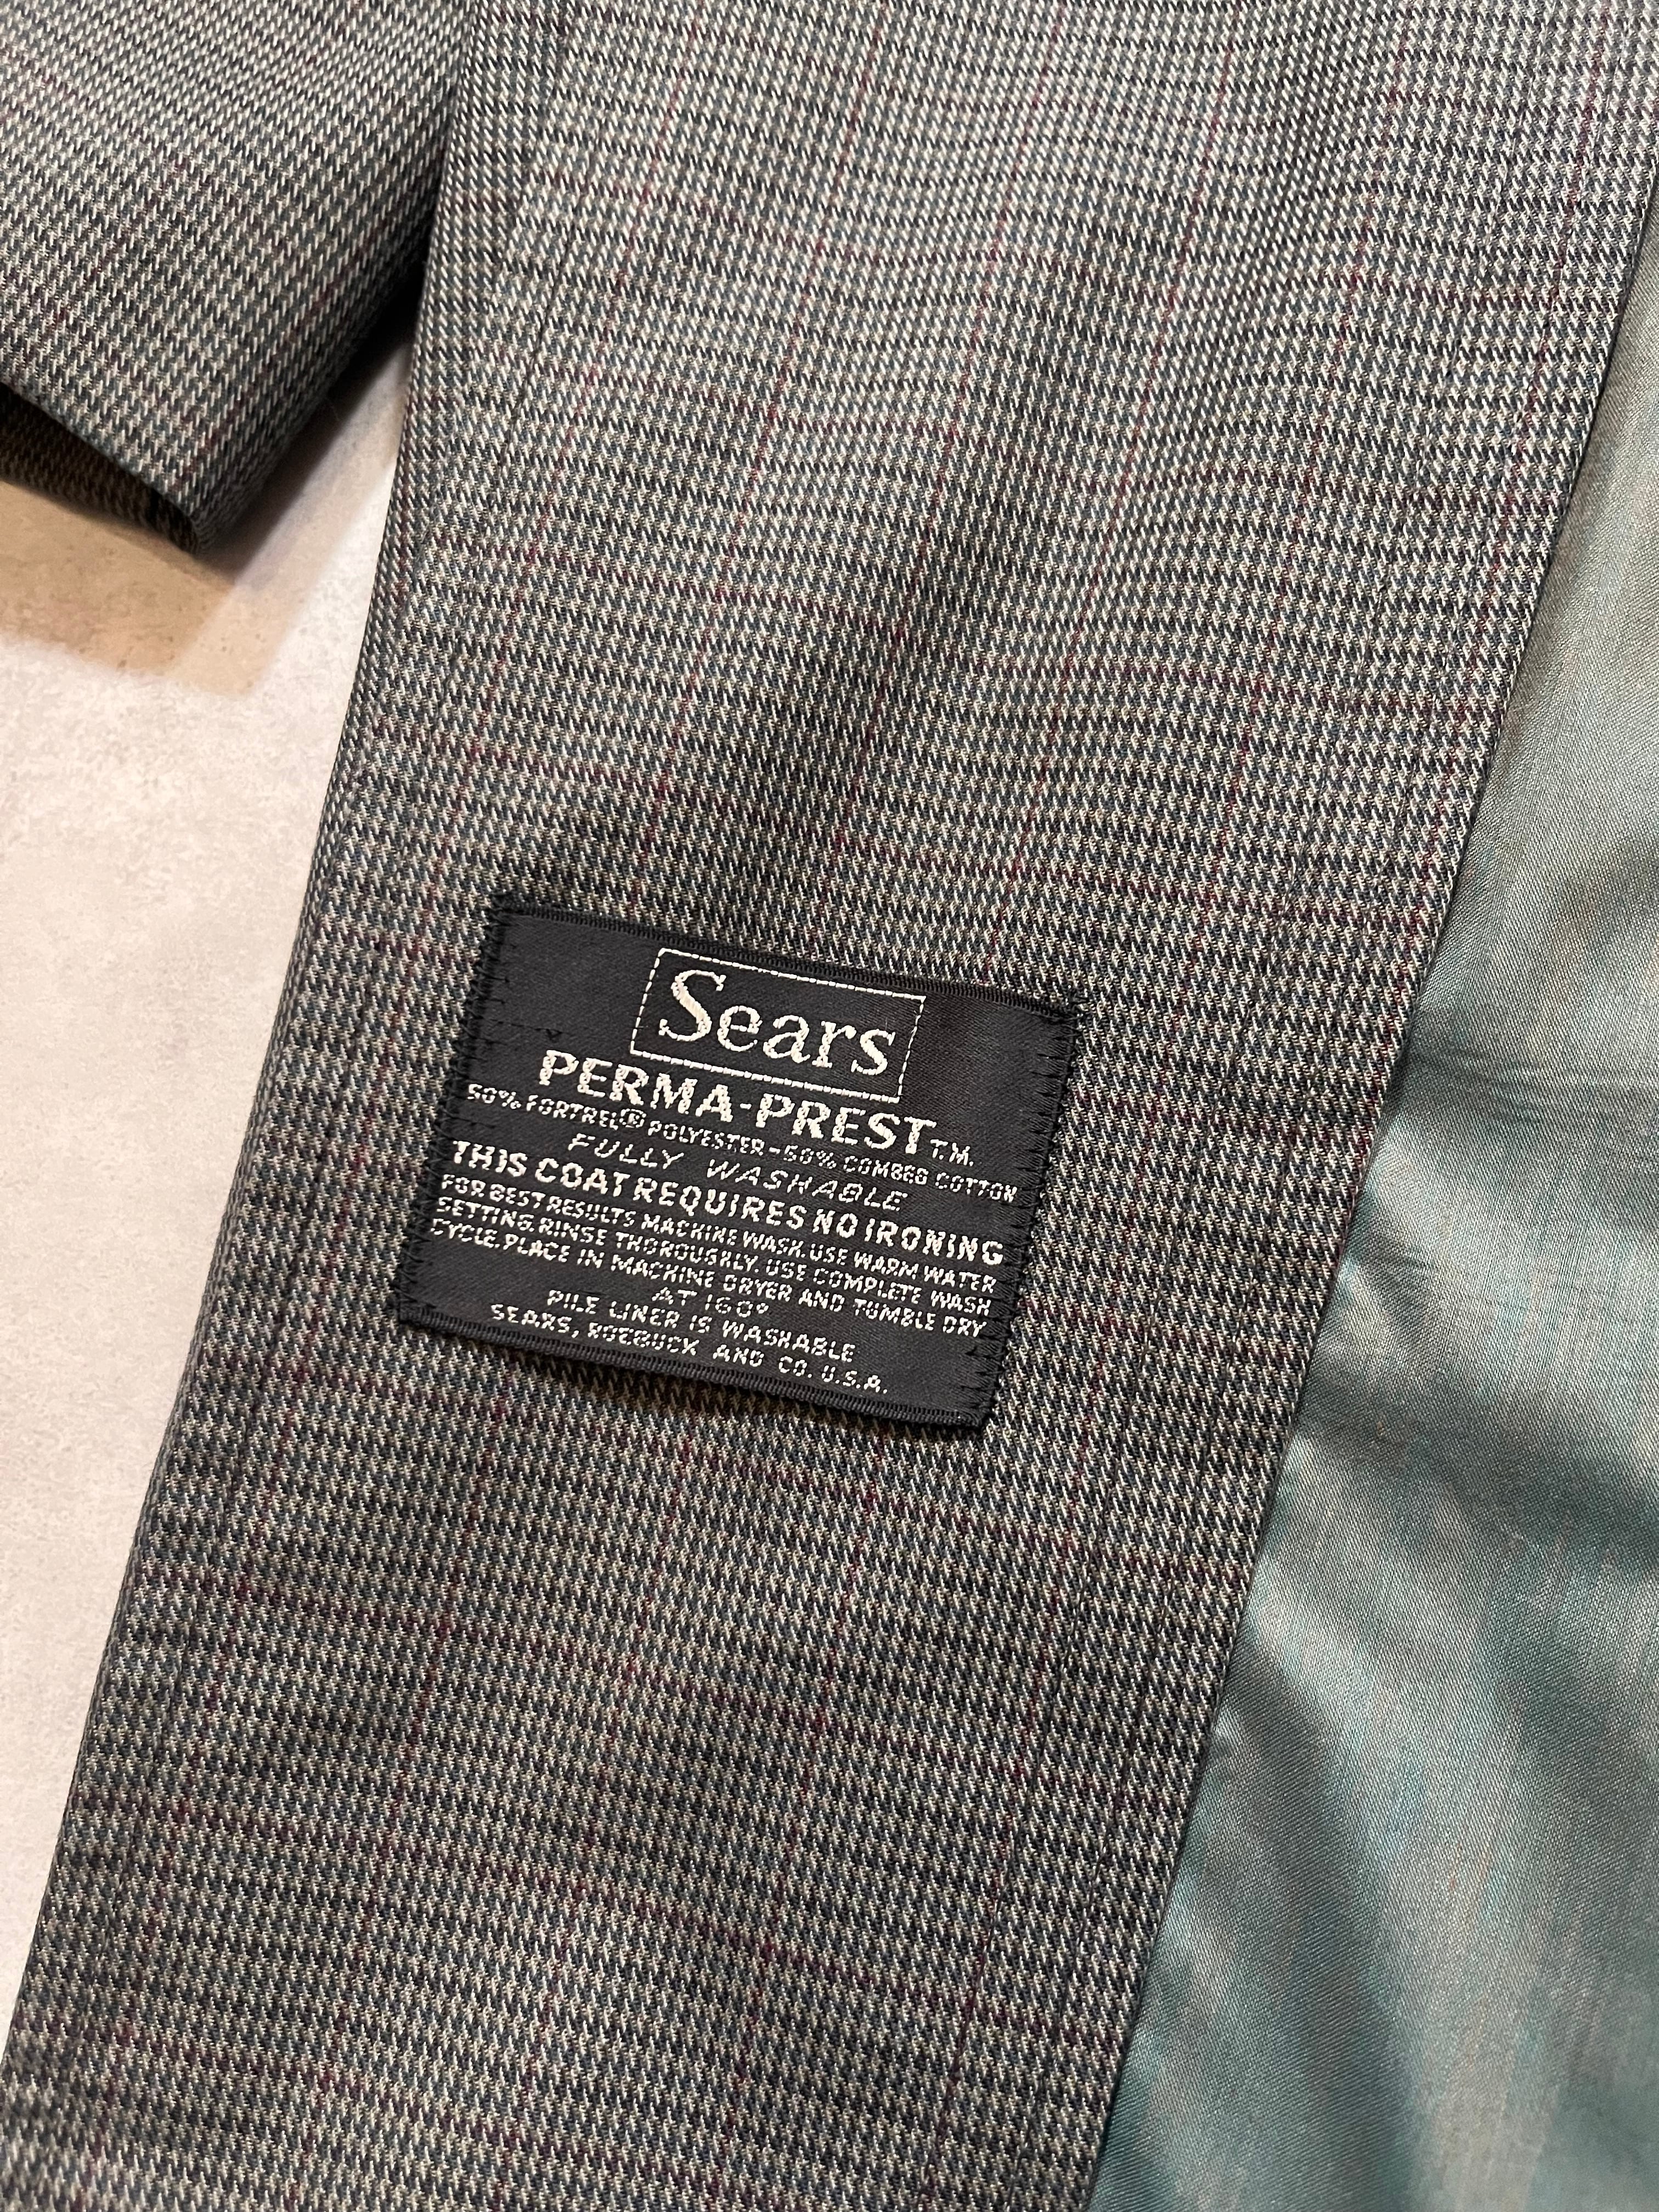 Sears
PERMA-PREST T.M.
50% FORTREL® POLYESTER-50% COMBED COTTON
FULLY WASHABLE
THIS COAT REQUIRES NO IRONING
FOR BEST RESULTS MACHINE WASH. USE WARM WATER
SETTING. RINSE THOROUGHLY. USE COMPLETE WASH
CYCLE. PLACE IN MACHINE DRYER AND TUMBLE DRY
AT 160°
PILE LINER IS WASHABLE
SEARS, ROEBUCK AND CO. U.S.A.